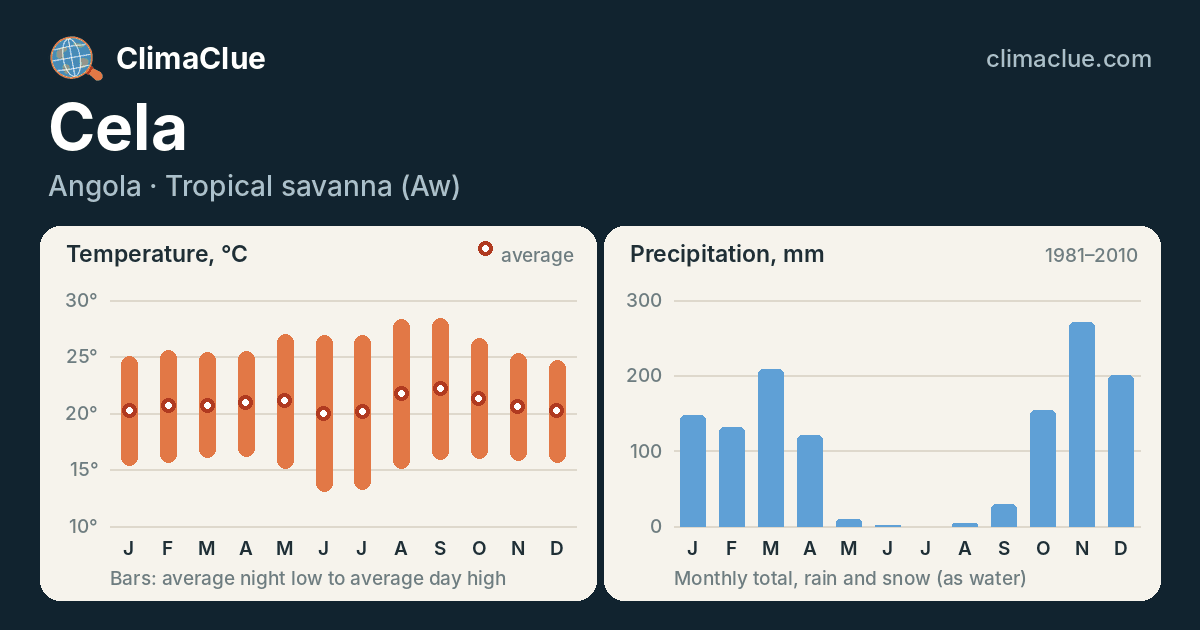 ClimaClue
climaclue.com
Cela
Angola · Tropical savanna (Aw)
Temperature, °C
average
30°
25°
20°
15°
10°
J F M A M J J A S O N D
Bars: average night low to average day high
Precipitation, mm
1981–2010
300
200
100
0
J F M A M J J A S O N D
Monthly total, rain and snow (as water)